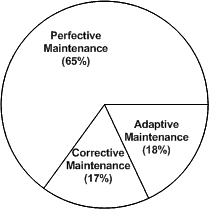 Perfective
Maintenance
(65%)
Adaptive
Maintenance
(18%)
Corrective
Maintenance
(17%)